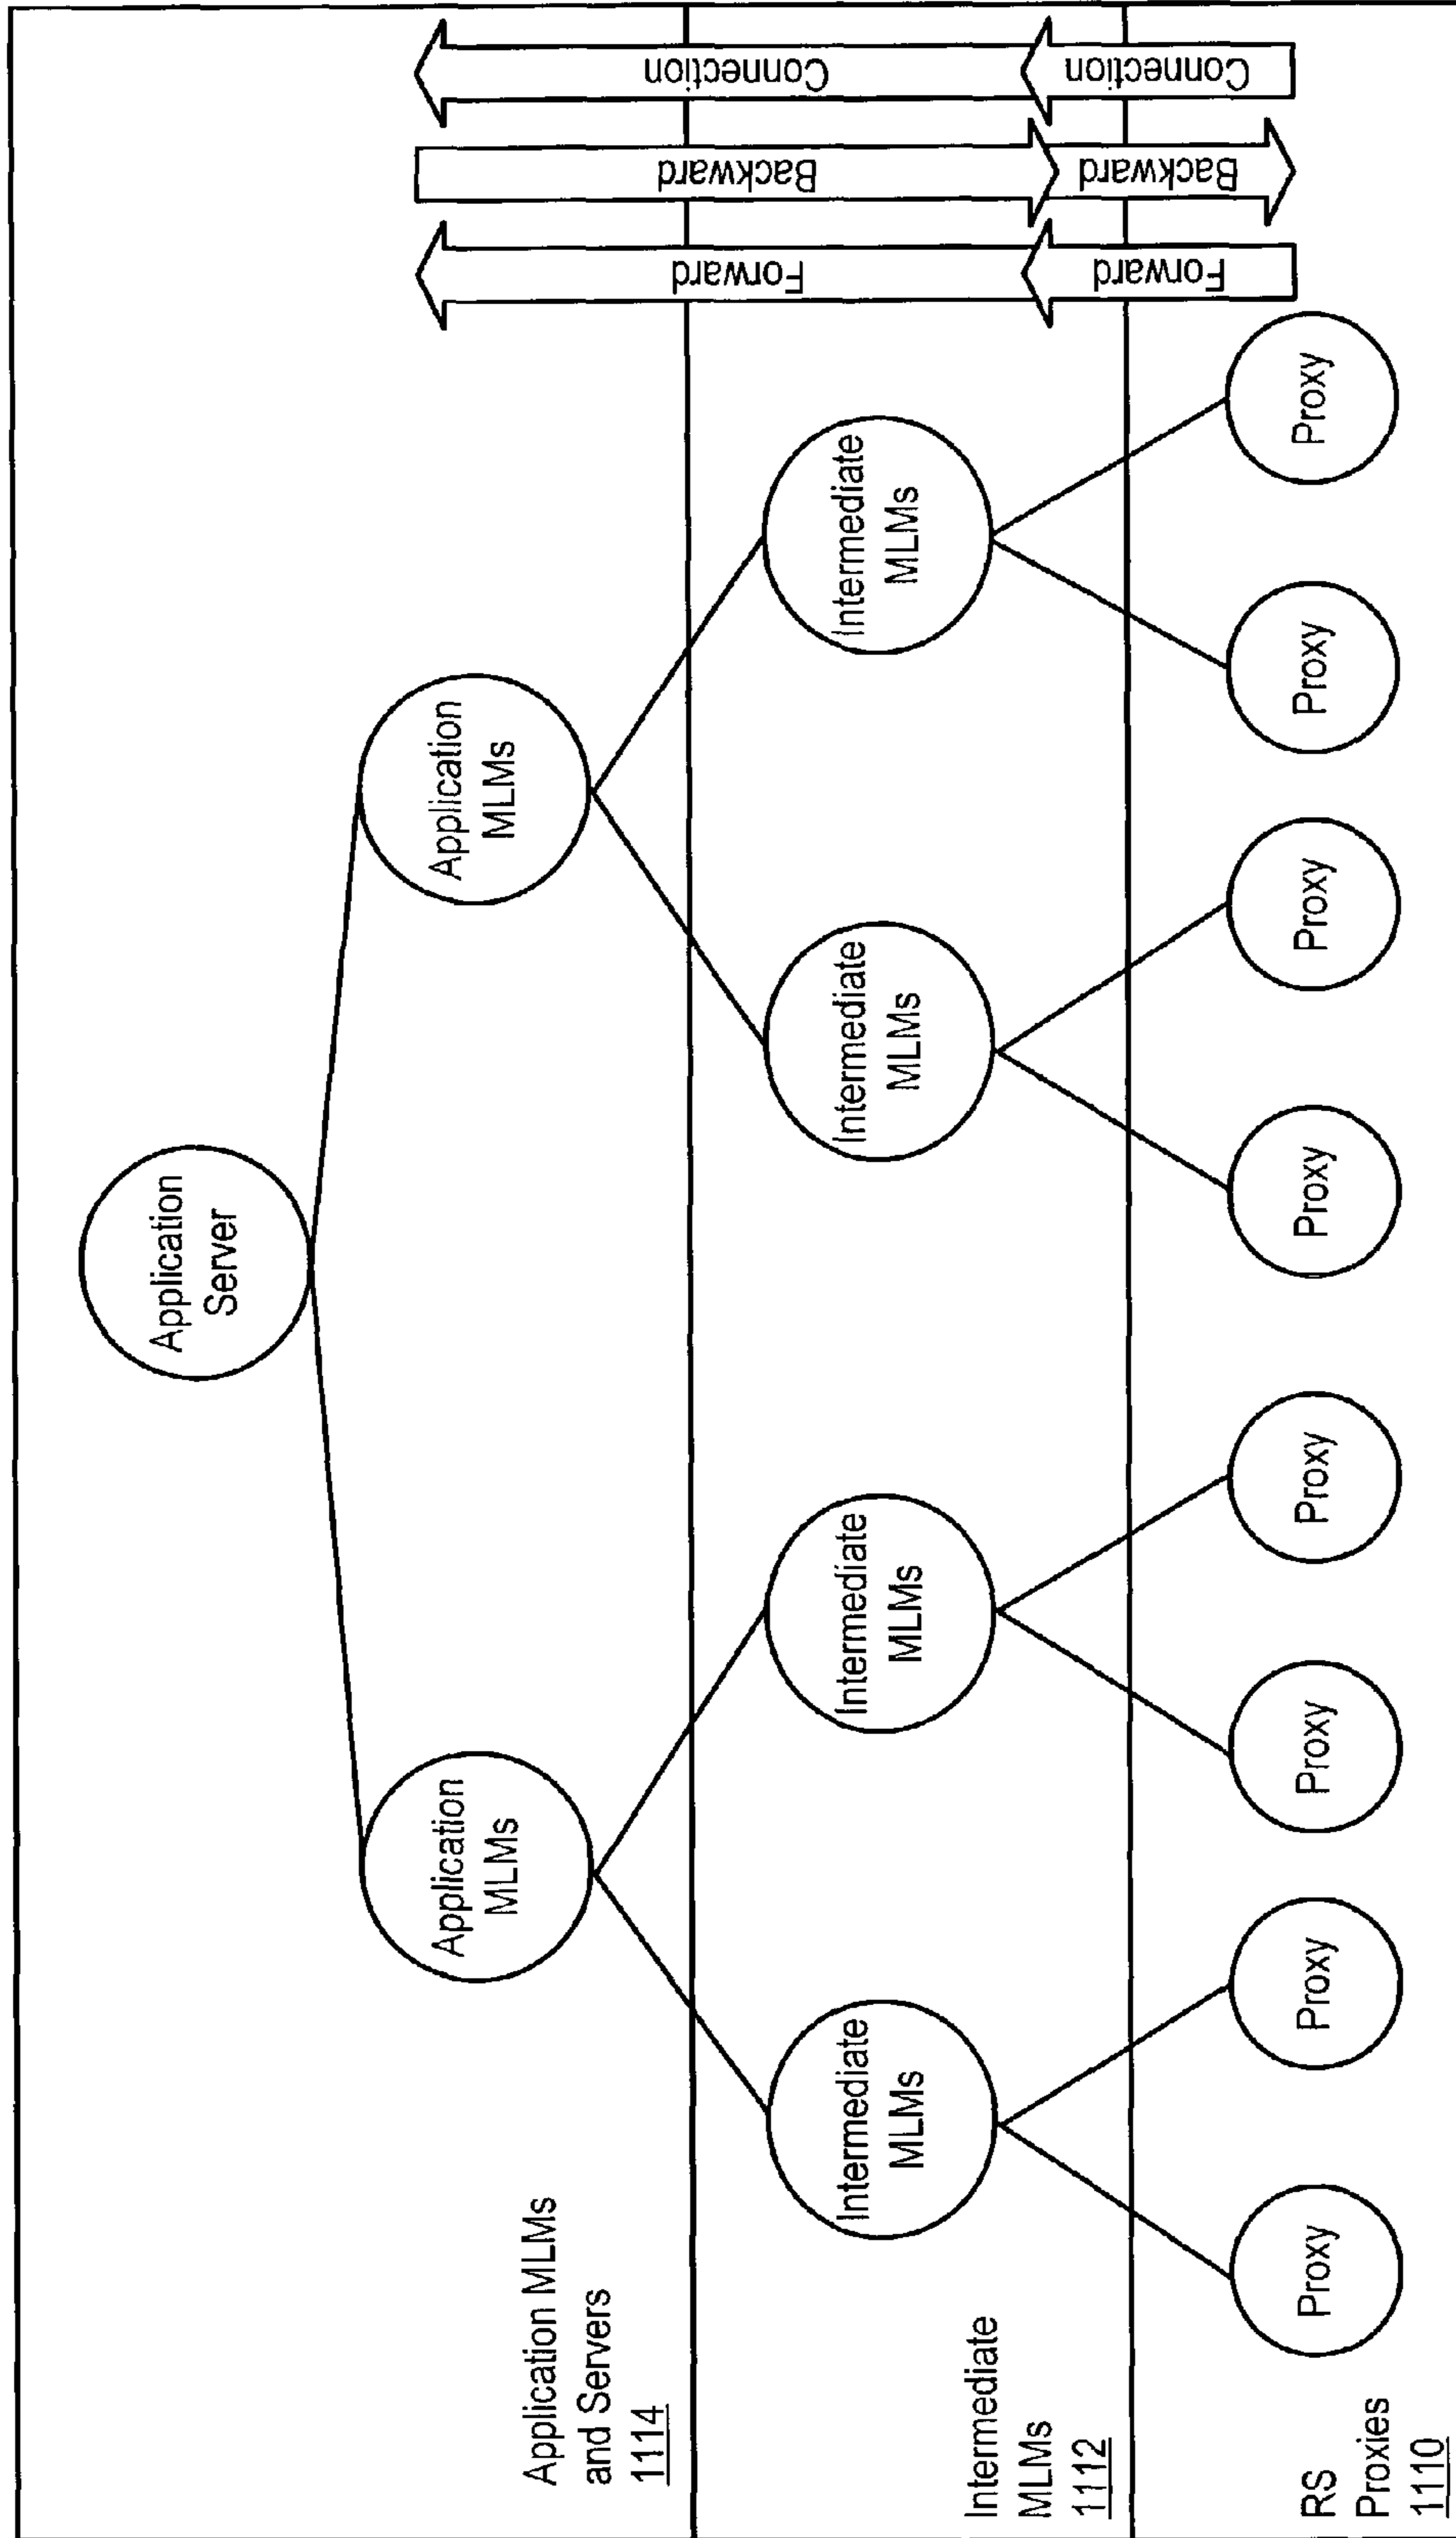 Application
Server
Application
MLMs
Application
MLMs
Application MLMs
and Servers
1114
Intermediate
MLMs
Intermediate
MLMs
Intermediate
MLMs
Intermediate
MLMs
Intermediate
MLMs
1112
Proxy
Proxy
Proxy
Proxy
Proxy
Proxy
Proxy
Proxy
RS
Proxies
1110
Forward
Backward
Connection
Forward
Backward
Connection